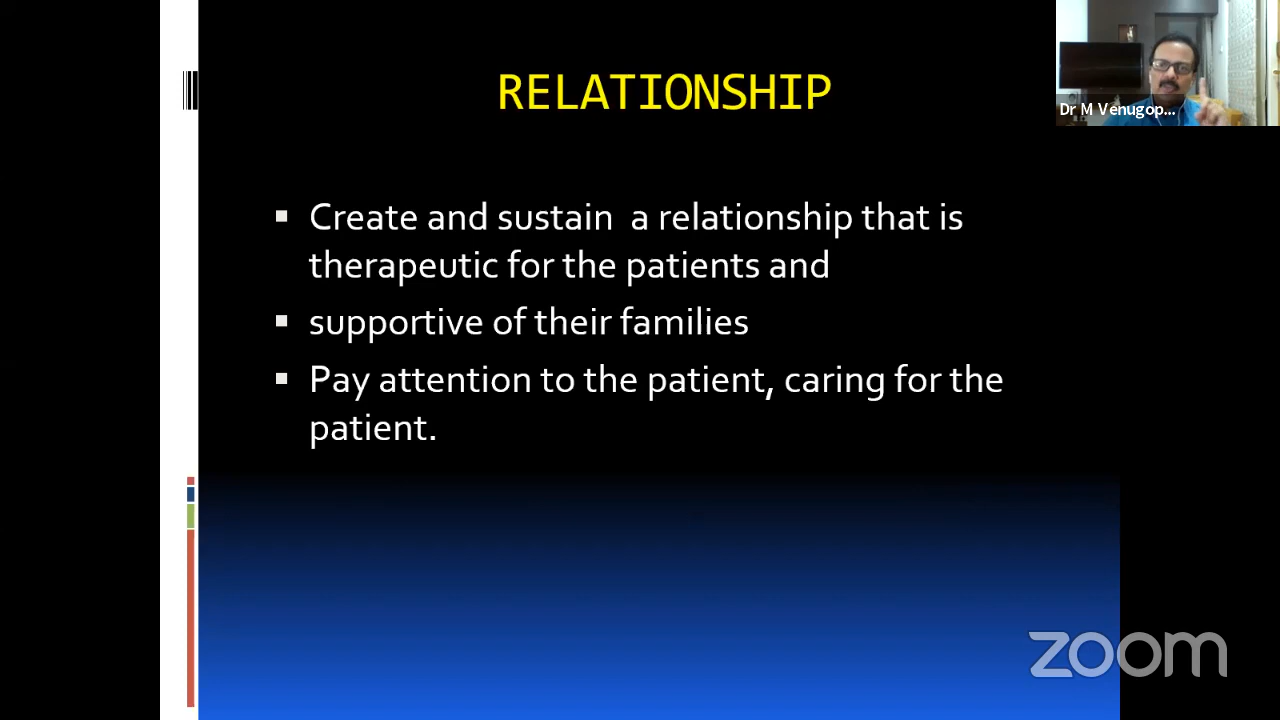 RELATIONSHIP
Dr M Venugop...
Create and sustain a relationship that is
therapeutic for the patients and
supportive of their families
Pay attention to the patient, caring for the
patient.
zoom